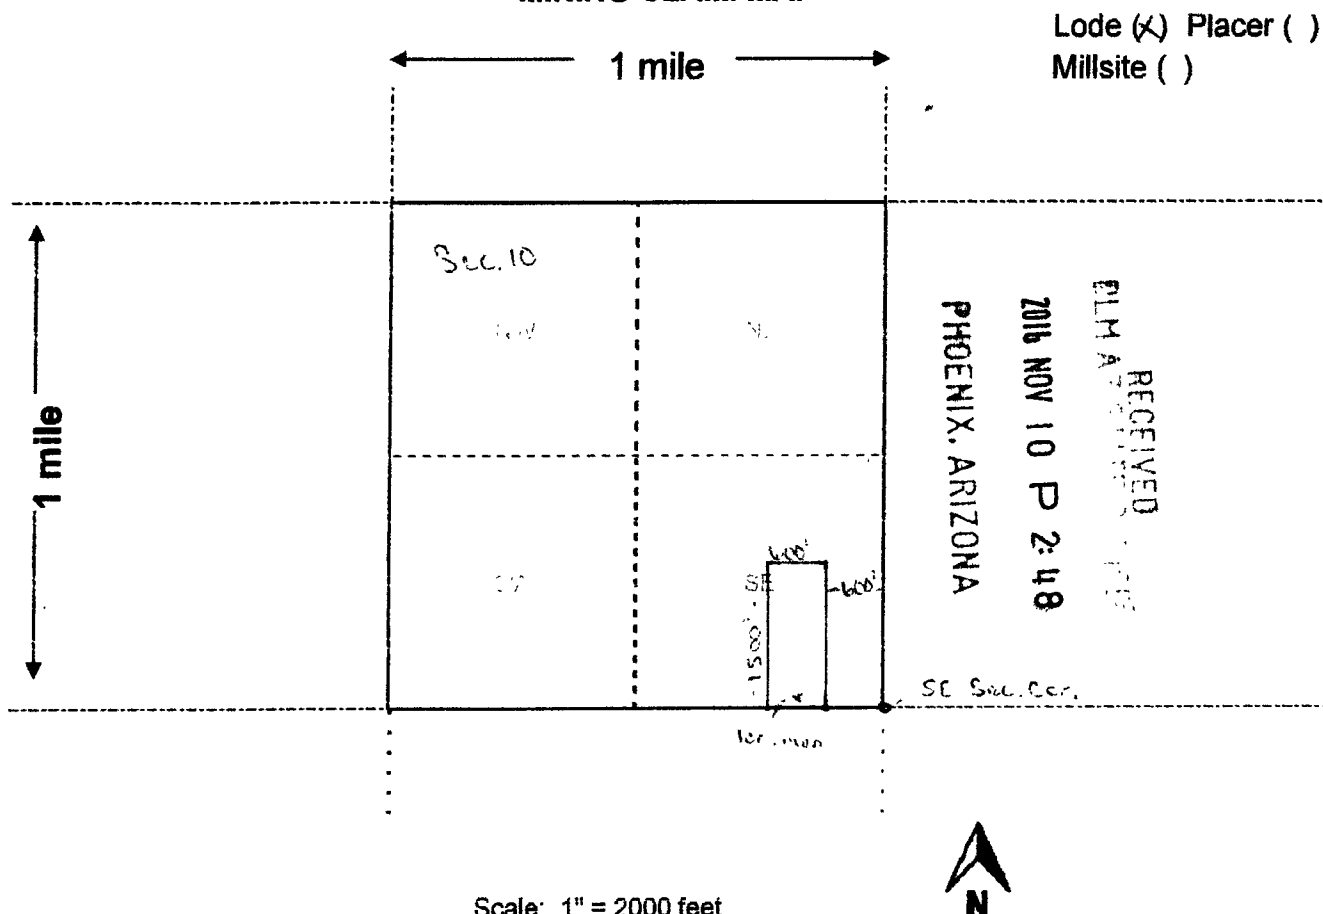 Lode (X) Placer ( )
Millsite ( )
1 mile
Sec. 10
1 mile
RECEIVED
2016 NOV 10 P 2:48
PHOENIX, ARIZONA
600'
SE
-600'
-1500'-
SE Sec. Cor.
Scale: 1" = 2000 feet
N